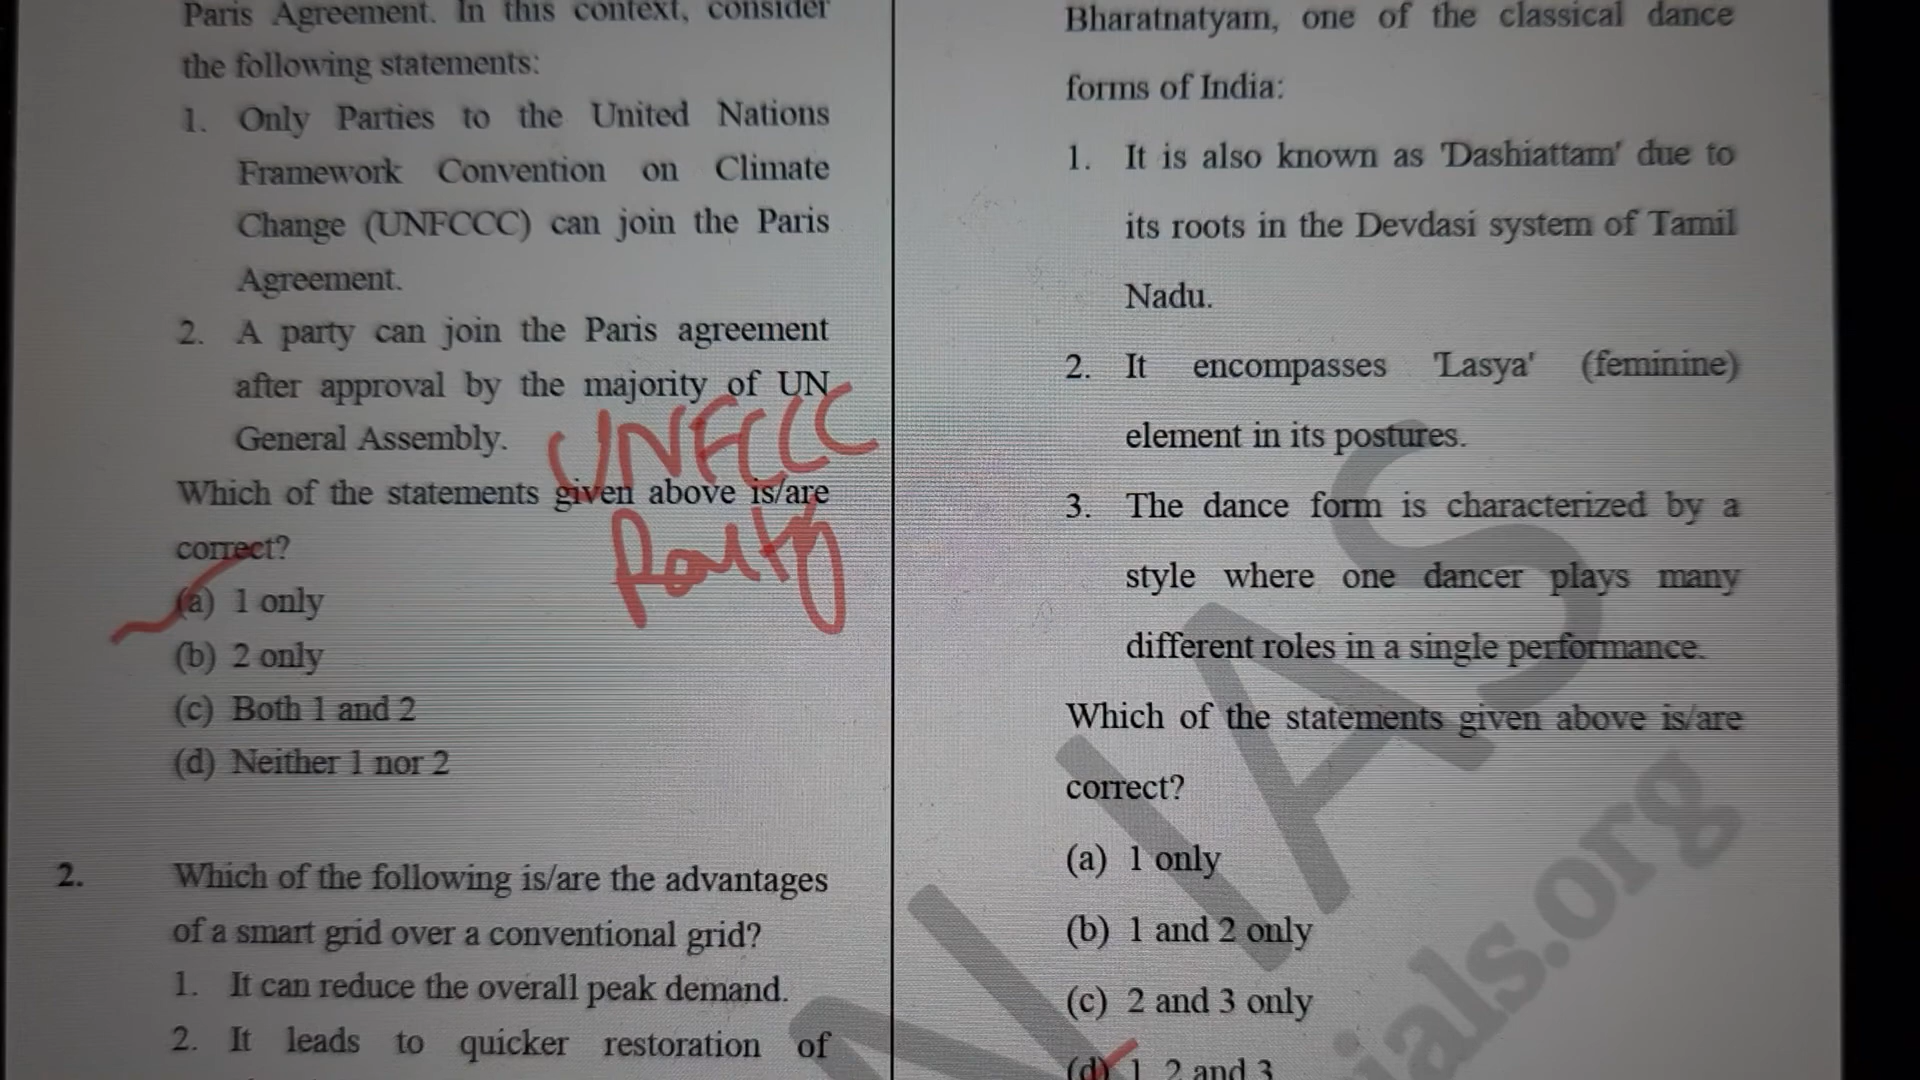 Paris Agreement. In this context, consider
the following statements:
1. Only Parties to the United Nations
Framework Convention on Climate
Change (UNFCCC) can join the Paris
Agreement.
2. A party can join the Paris agreement
after approval by the majority of UN
General Assembly.
UNFCCC
Party
Which of the statements given above is/are
correct?
(a) 1 only
(b) 2 only
(c) Both 1 and 2
(d) Neither 1 nor 2
2. Which of the following is/are the advantages
of a smart grid over a conventional grid?
1. It can reduce the overall peak demand.
2. It leads to quicker restoration of
Bharatnatyam, one of the classical dance
forms of India:
1. It is also known as 'Dashiattam' due to
its roots in the Devdasi system of Tamil
Nadu.
2. It encompasses 'Lasya' (feminine)
element in its postures.
3. The dance form is characterized by a
style where one dancer plays many
different roles in a single performance.
Which of the statements given above is/are
correct?
(a) 1 only
(b) 1 and 2 only
(c) 2 and 3 only
(d) 1, 2 and 3
IAS
ials.org